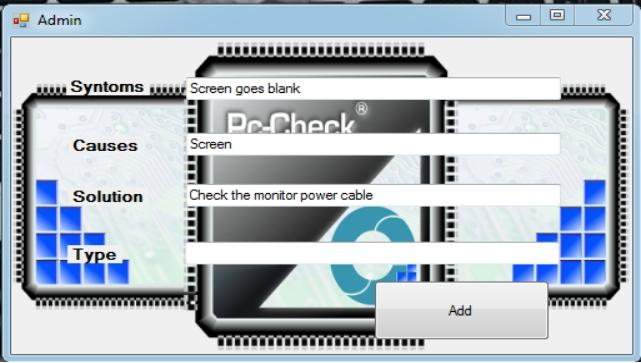 Admin
Syntoms
Screen goes blank
Pc-Check®
Causes
Screen
Solution
Check the monitor power cable
Type
Add